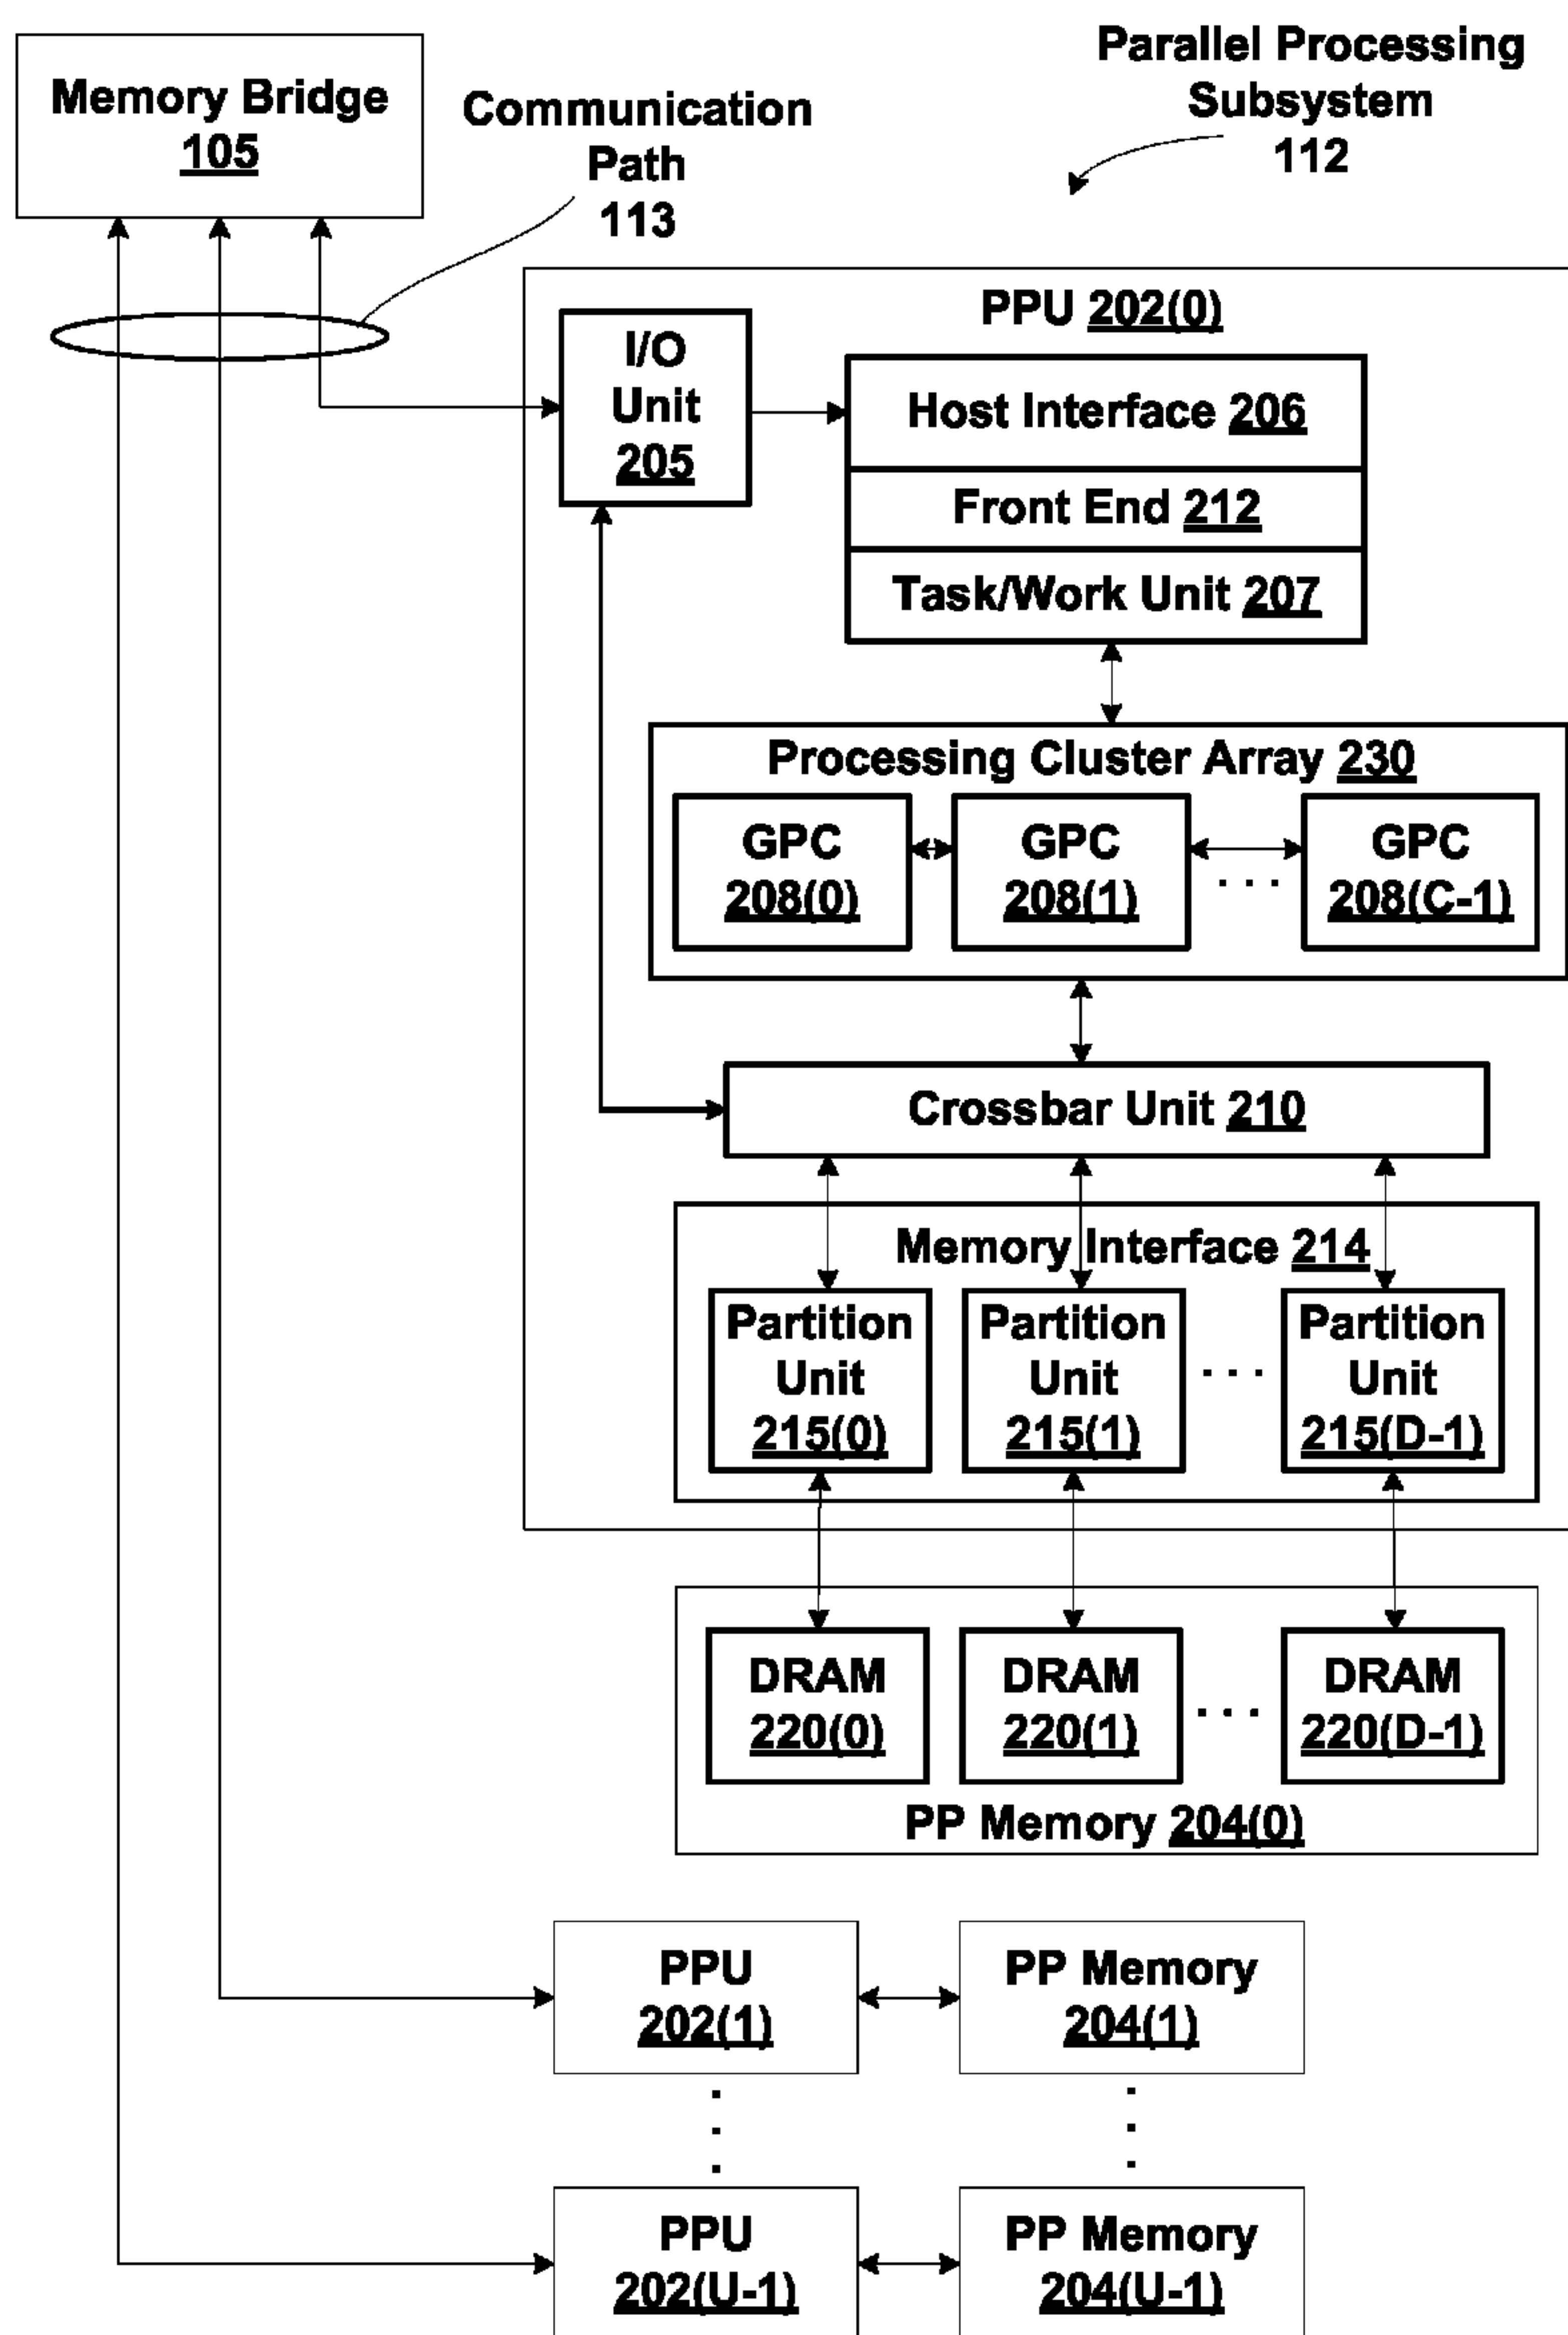 Memory Bridge
105
Communication
Path
113
Parallel Processing
Subsystem
112
PPU 202(0)
I/O
Unit
205
Host Interface 206
Front End 212
Task/Work Unit 207
Processing Cluster Array 230
GPC
208(0)
GPC
208(1)
. . .
GPC
208(C-1)
Crossbar Unit 210
Memory Interface 214
Partition
Unit
215(0)
Partition
Unit
215(1)
. . .
Partition
Unit
215(D-1)
DRAM
220(0)
DRAM
220(1)
. . .
DRAM
220(D-1)
PP Memory 204(0)
PPU
202(1)
PP Memory
204(1)
PPU
202(U-1)
PP Memory
204(U-1)